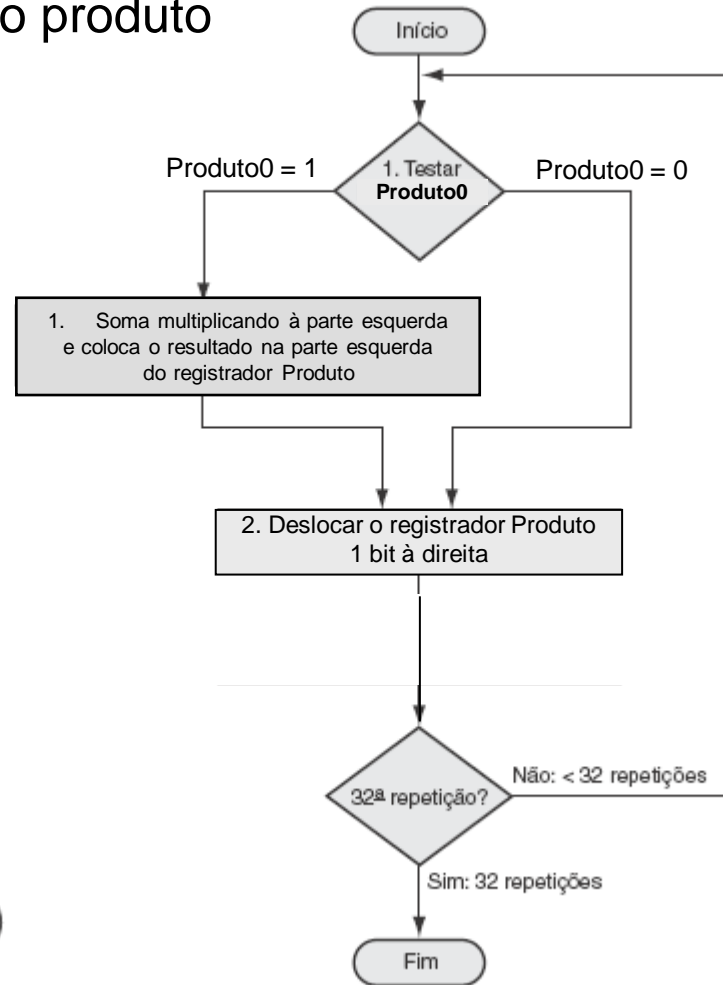 o produto
Início
Produto0 = 1
1. Testar
Produto0
Produto0 = 0
1. Soma multiplicando à parte esquerda
e coloca o resultado na parte esquerda
do registrador Produto
2. Deslocar o registrador Produto
1 bit à direita
32ª repetição?
Não: < 32 repetições
Sim: 32 repetições
Fim